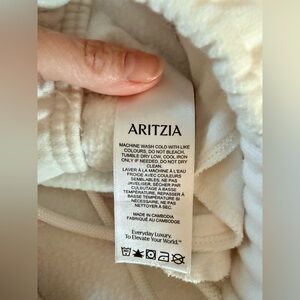 ARITZIA
MACHINE WASH COLD WITH LIKE
COLOURS, DO NOT BLEACH,
TUMBLE DRY LOW, COOL IRON
ONLY IF NEEDED, DO NOT DRY
CLEAN.
LAVER À LA MACHINE À L'EAU
FROIDE AVEC COULEURS
SEMBLABLES, NE PAS
JAVELISER, SÉCHER PAR
CULBUTAGE À BASSE
TEMPÉRATURE, REPASSER À
BASSE TEMPÉRATURE SI
NÉCESSAIRE, NE PAS
NETTOYER À SEC.
MADE IN CAMBODIA
FABRIQUÉ AU CAMBODGE
Everyday Luxury.
To Elevate Your World.™